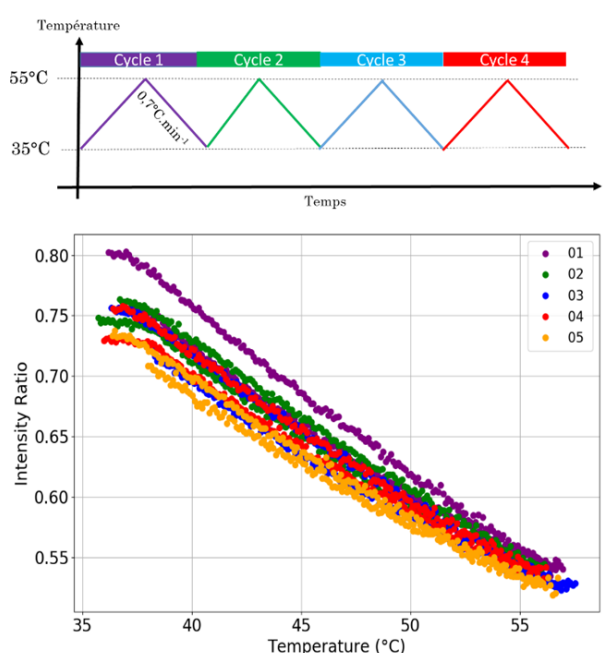 Température
Cycle 1 Cycle 2 Cycle 3 Cycle 4
55°C
0,7°C.min⁻¹
35°C
Temps
0.80
0.75
0.70
0.65
0.60
0.55
Intensity Ratio
01
02
03
04
05
35 40 45 50 55
Temperature (°C)